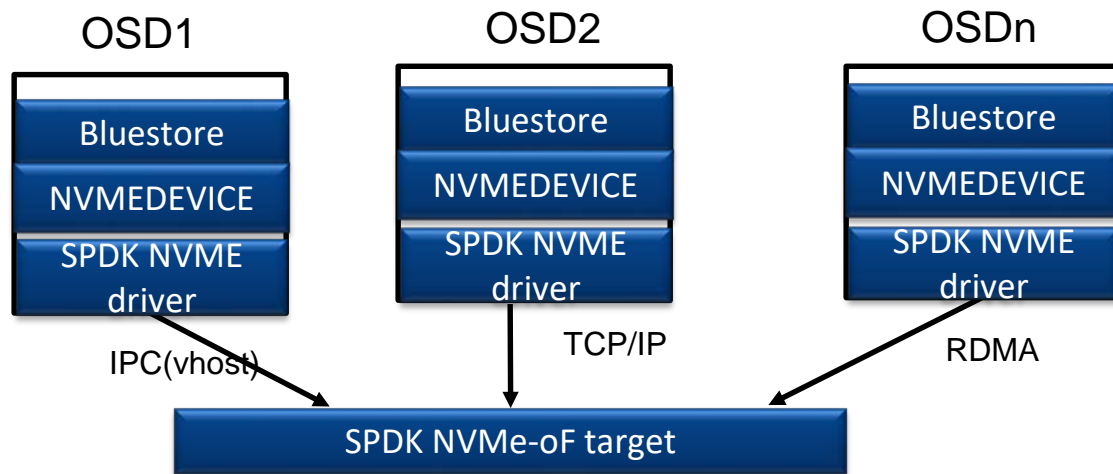 OSD1
OSD2
OSDn
Bluestore
NVMEDEVICE
SPDK NVME
driver
Bluestore
NVMEDEVICE
SPDK NVME
driver
Bluestore
NVMEDEVICE
SPDK NVME
driver
IPC(vhost)
TCP/IP
RDMA
SPDK NVMe-oF target